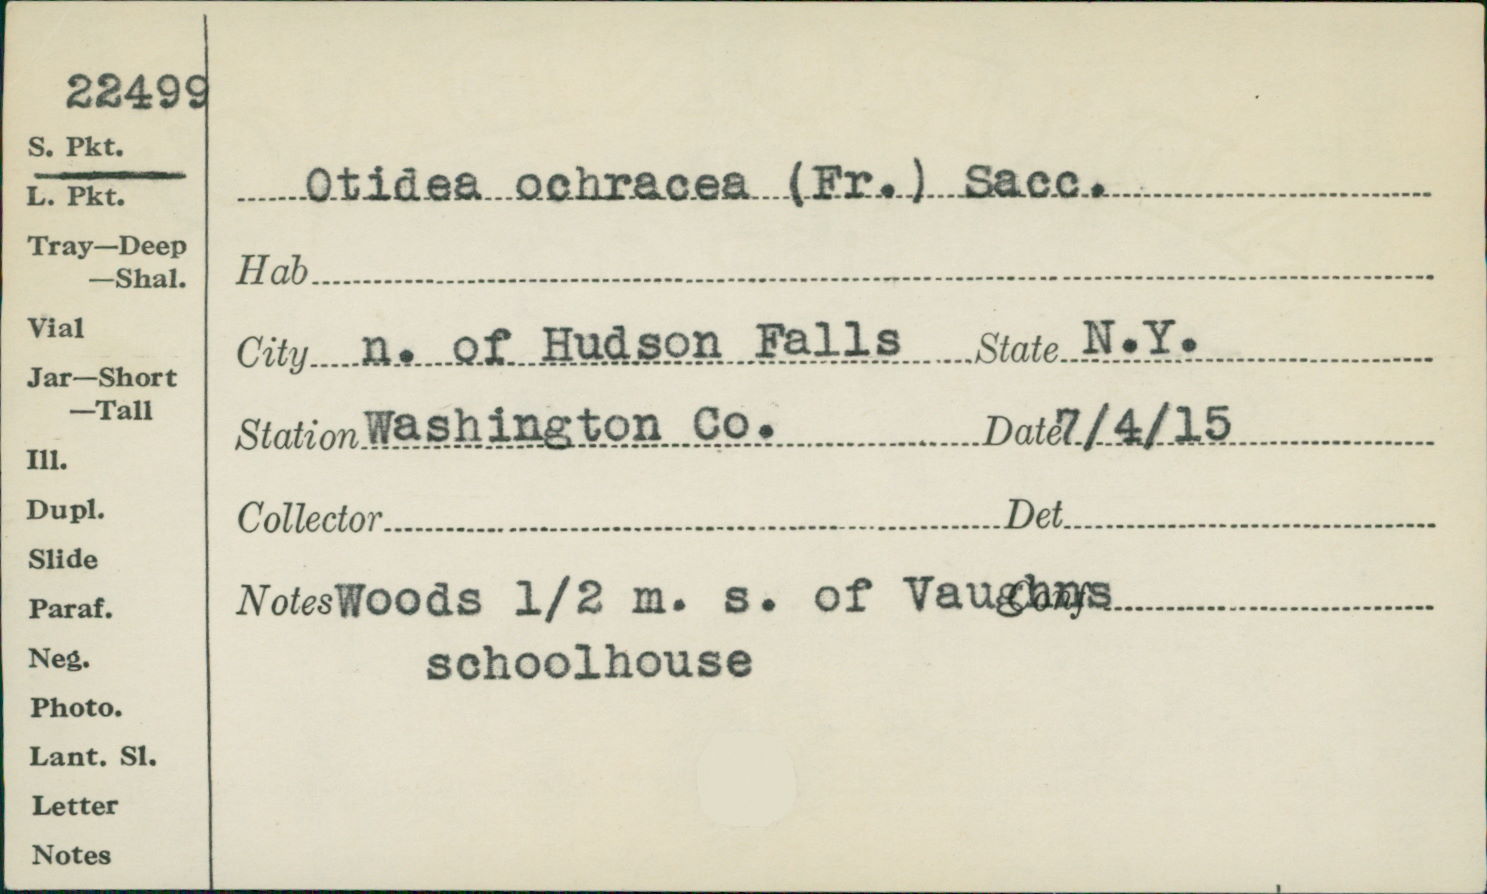 22499
S. Pkt.
L. Pkt.
Tray—Deep
—Shal.
Vial
Jar—Short
—Tall
Ill.
Dupl.
Slide
Paraf.
Neg.
Photo.
Lant. Sl.
Letter
Notes
Otidea ochracea (Fr.) Sacc.
Hab
City n. of Hudson Falls State N.Y.
Station Washington Co. Date 7/4/15
Collector Det
Notes Woods 1/2 m. s. of Vaughns Conf.
schoolhouse